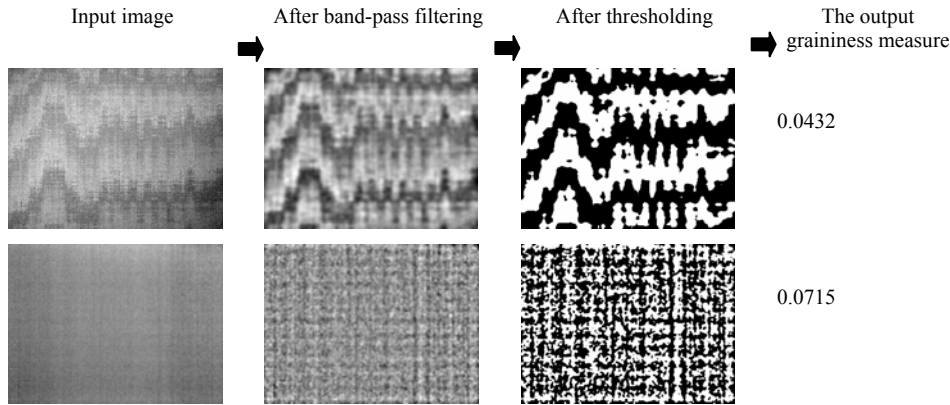 Input image
After band-pass filtering
After thresholding
The output
graininess measure
0.0432
0.0715